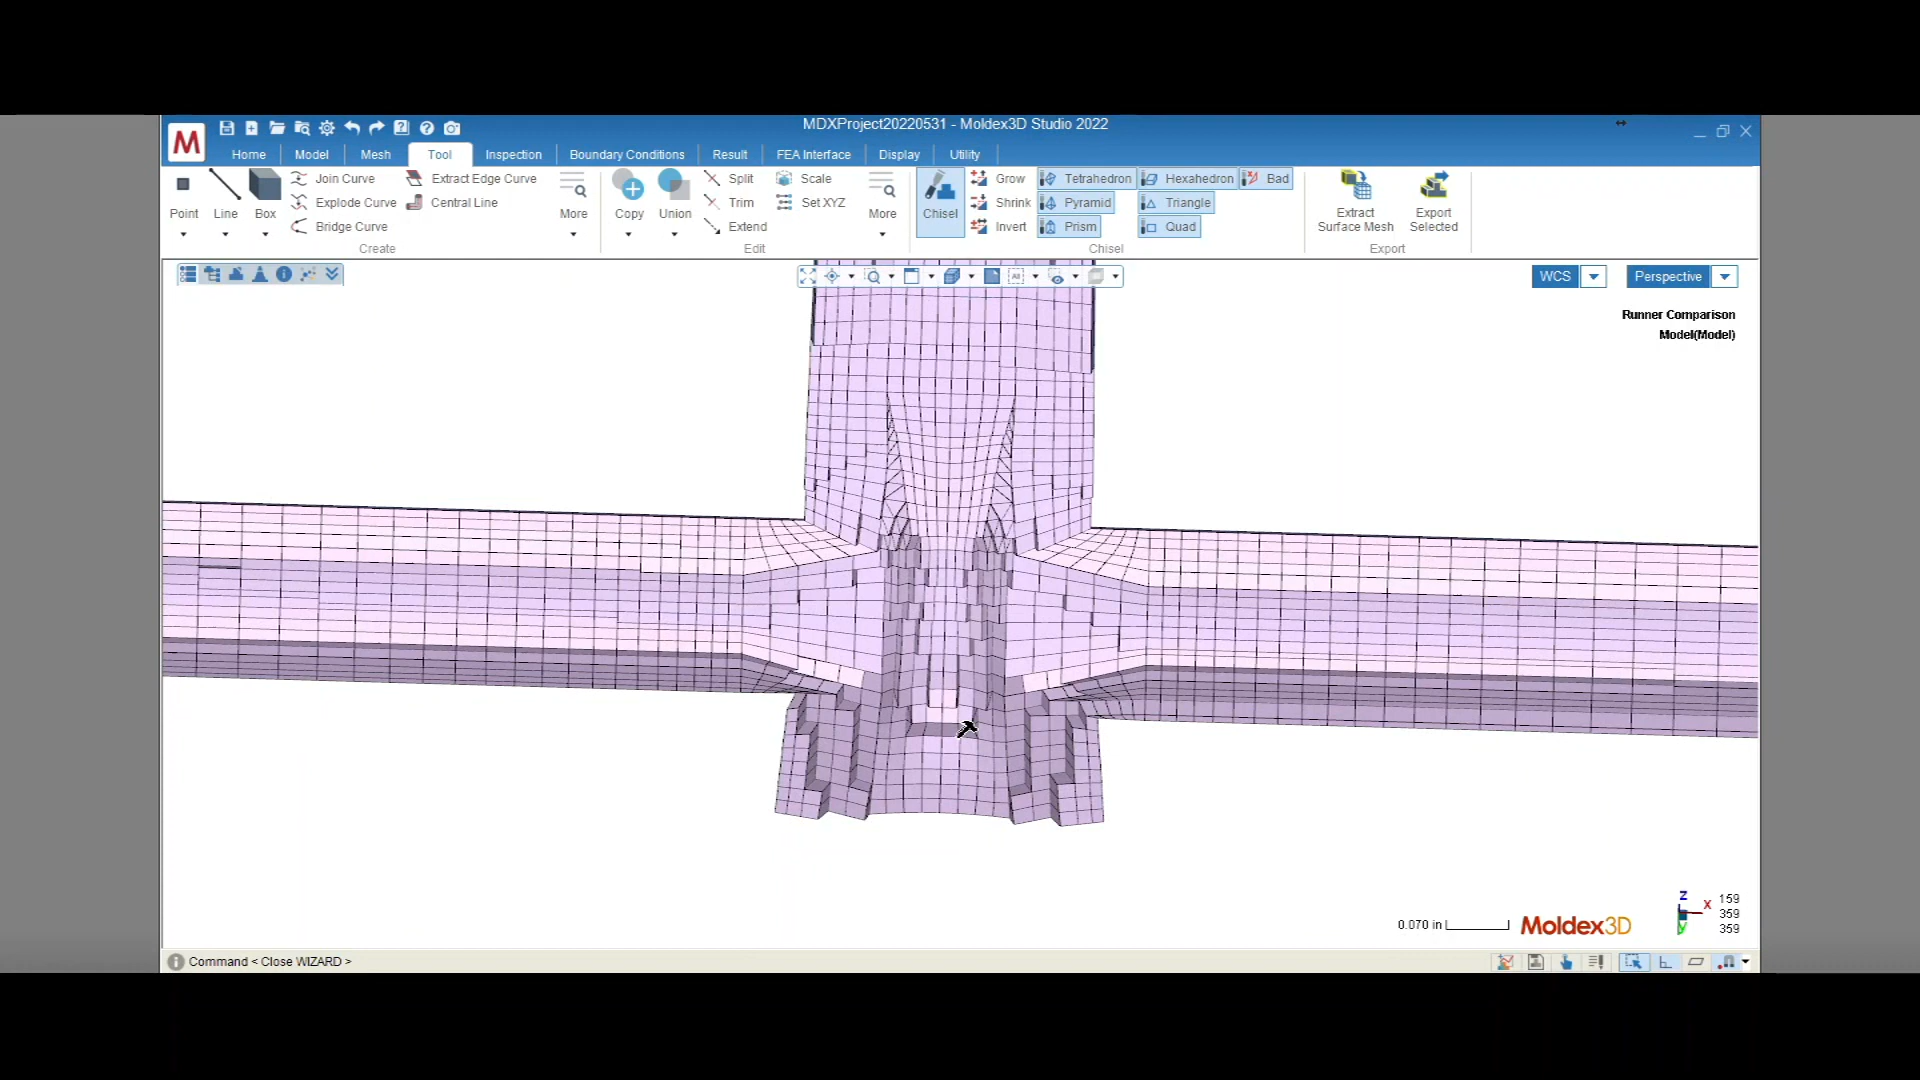 MDXProject20220531 - Moldex3D Studio 2022
M
Home Model Mesh Tool Inspection Boundary Conditions Result FEA Interface Display Utility
Point Line Box Join Curve Extract Edge Curve More Copy Union Split Scale More Chisel Grow Tetrahedron Hexahedron Bad Extract Surface Mesh Export Selected
Explode Curve Central Line Trim Set XYZ Shrink Pyramid Triangle
Bridge Curve Extend Invert Prism Quad
Create Edit Chisel Export
WCS Perspective
Runner Comparison
Model(Model)
Z
X
y
159
359
359
0.070 in
Moldex3D
Command < Close WIZARD >